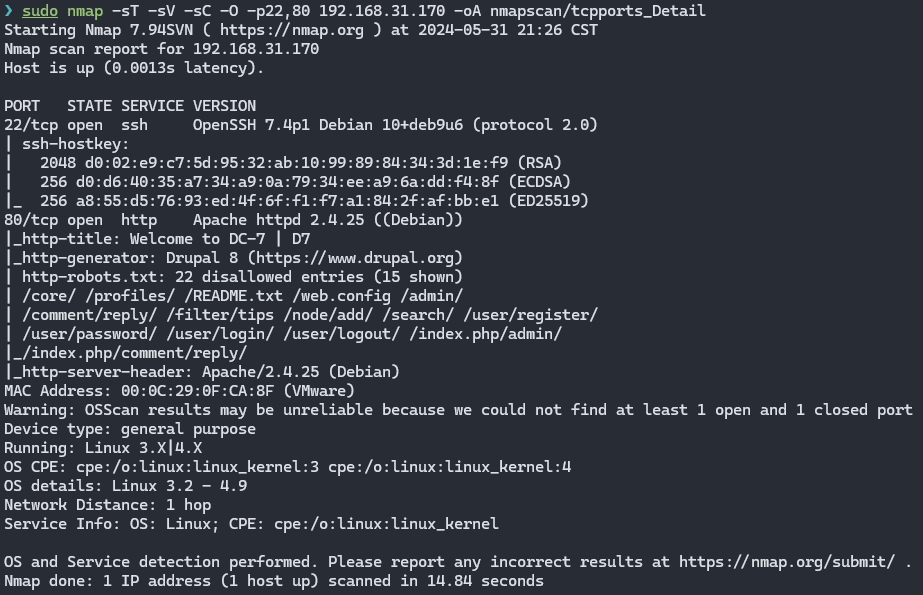 ❯ sudo nmap -sT -sV -sC -O -p22,80 192.168.31.170 -oA nmapscan/tcpports_Detail
Starting Nmap 7.94SVN ( https://nmap.org ) at 2024-05-31 21:26 CST
Nmap scan report for 192.168.31.170
Host is up (0.0013s latency).

PORT   STATE SERVICE VERSION
22/tcp open  ssh     OpenSSH 7.4p1 Debian 10+deb9u6 (protocol 2.0)
| ssh-hostkey:
|   2048 d0:02:e9:c7:5d:95:32:ab:10:99:89:84:34:3d:1e:f9 (RSA)
|   256 d0:d6:40:35:a7:34:a9:0a:79:34:ee:a9:6a:dd:f4:8f (ECDSA)
|_  256 a8:55:d5:76:93:ed:4f:6f:f1:f7:a1:84:2f:af:bb:e1 (ED25519)
80/tcp open  http    Apache httpd 2.4.25 ((Debian))
|_http-title: Welcome to DC-7 | D7
|_http-generator: Drupal 8 (https://www.drupal.org)
| http-robots.txt: 22 disallowed entries (15 shown)
| /core/ /profiles/ /README.txt /web.config /admin/
| /comment/reply/ /filter/tips /node/add/ /search/ /user/register/
| /user/password/ /user/login/ /user/logout/ /index.php/admin/
|_/index.php/comment/reply/
|_http-server-header: Apache/2.4.25 (Debian)
MAC Address: 00:0C:29:0F:CA:8F (VMware)
Warning: OSScan results may be unreliable because we could not find at least 1 open and 1 closed port
Device type: general purpose
Running: Linux 3.X|4.X
OS CPE: cpe:/o:linux:linux_kernel:3 cpe:/o:linux:linux_kernel:4
OS details: Linux 3.2 - 4.9
Network Distance: 1 hop
Service Info: OS: Linux; CPE: cpe:/o:linux:linux_kernel

OS and Service detection performed. Please report any incorrect results at https://nmap.org/submit/ .
Nmap done: 1 IP address (1 host up) scanned in 14.84 seconds